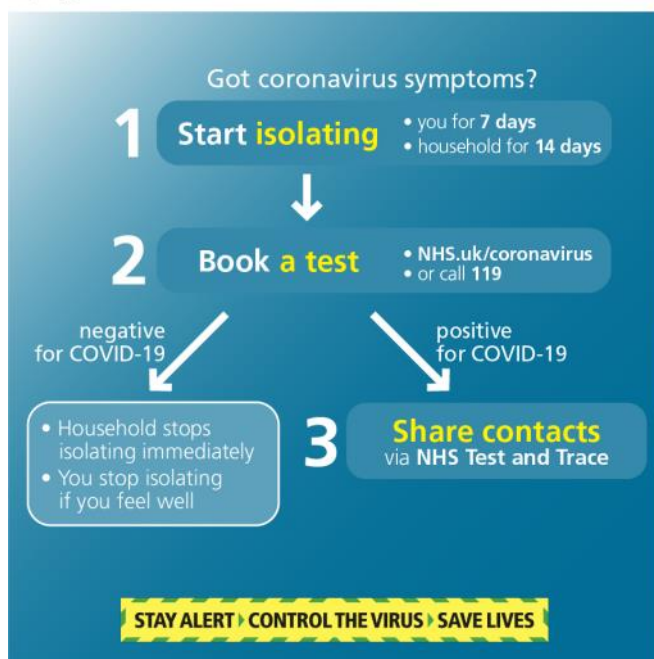 Got coronavirus symptoms?
1
Start isolating
• you for 7 days
• household for 14 days
2
Book a test
• NHS.uk/coronavirus
• or call 119
negative
for COVID-19
positive
for COVID-19
• Household stops
isolating immediately
• You stop isolating
if you feel well
3
Share contacts
via NHS Test and Trace
STAY ALERT CONTROL THE VIRUS SAVE LIVES